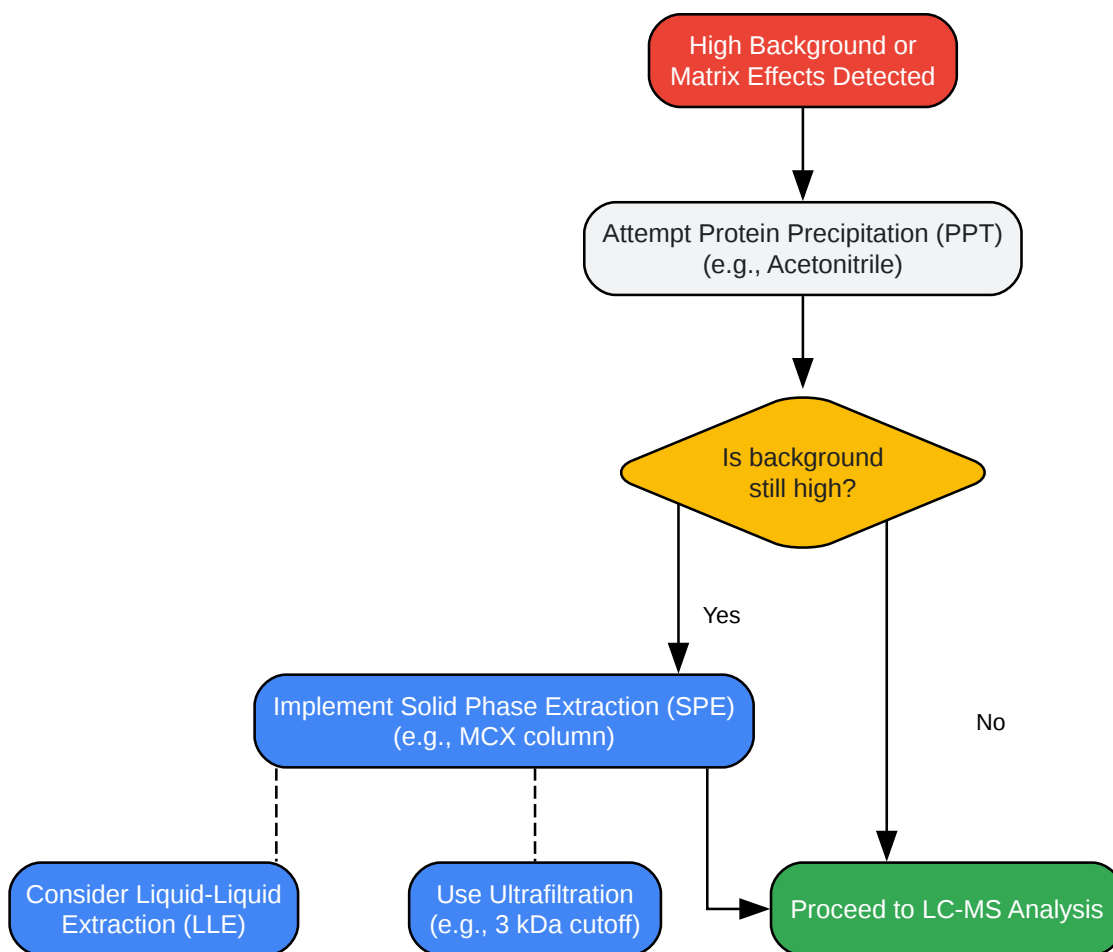 High Background or
Matrix Effects Detected
Attempt Protein Precipitation (PPT)
(e.g., Acetonitrile)
Is background
still high?
Yes
Implement Solid Phase Extraction (SPE)
(e.g., MCX column)
No
Consider Liquid-Liquid
Extraction (LLE)
Use Ultrafiltration
(e.g., 3 kDa cutoff)
Proceed to LC-MS Analysis